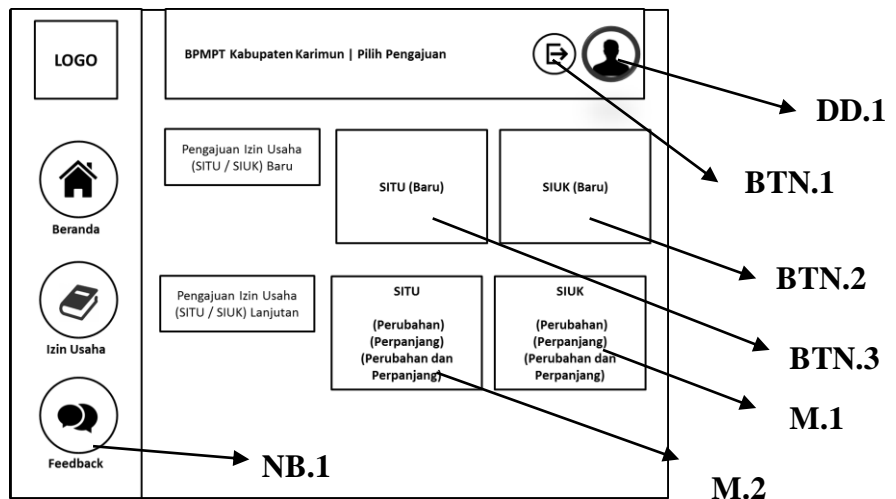 LOGO
BPMPT Kabupaten Karimun | Pilih Pengajuan
DD.1
BTN.1
Pengajuan Izin Usaha
(SITU / SIUK) Baru
SITU (Baru)
SIUK (Baru)
Beranda
BTN.2
Pengajuan Izin Usaha
(SITU / SIUK) Lanjutan
SITU
(Perubahan)
(Perpanjang)
(Perubahan dan
Perpanjang)
SIUK
(Perubahan)
(Perpanjang)
(Perubahan dan
Perpanjang)
Izin Usaha
BTN.3
M.1
Feedback
NB.1
M.2